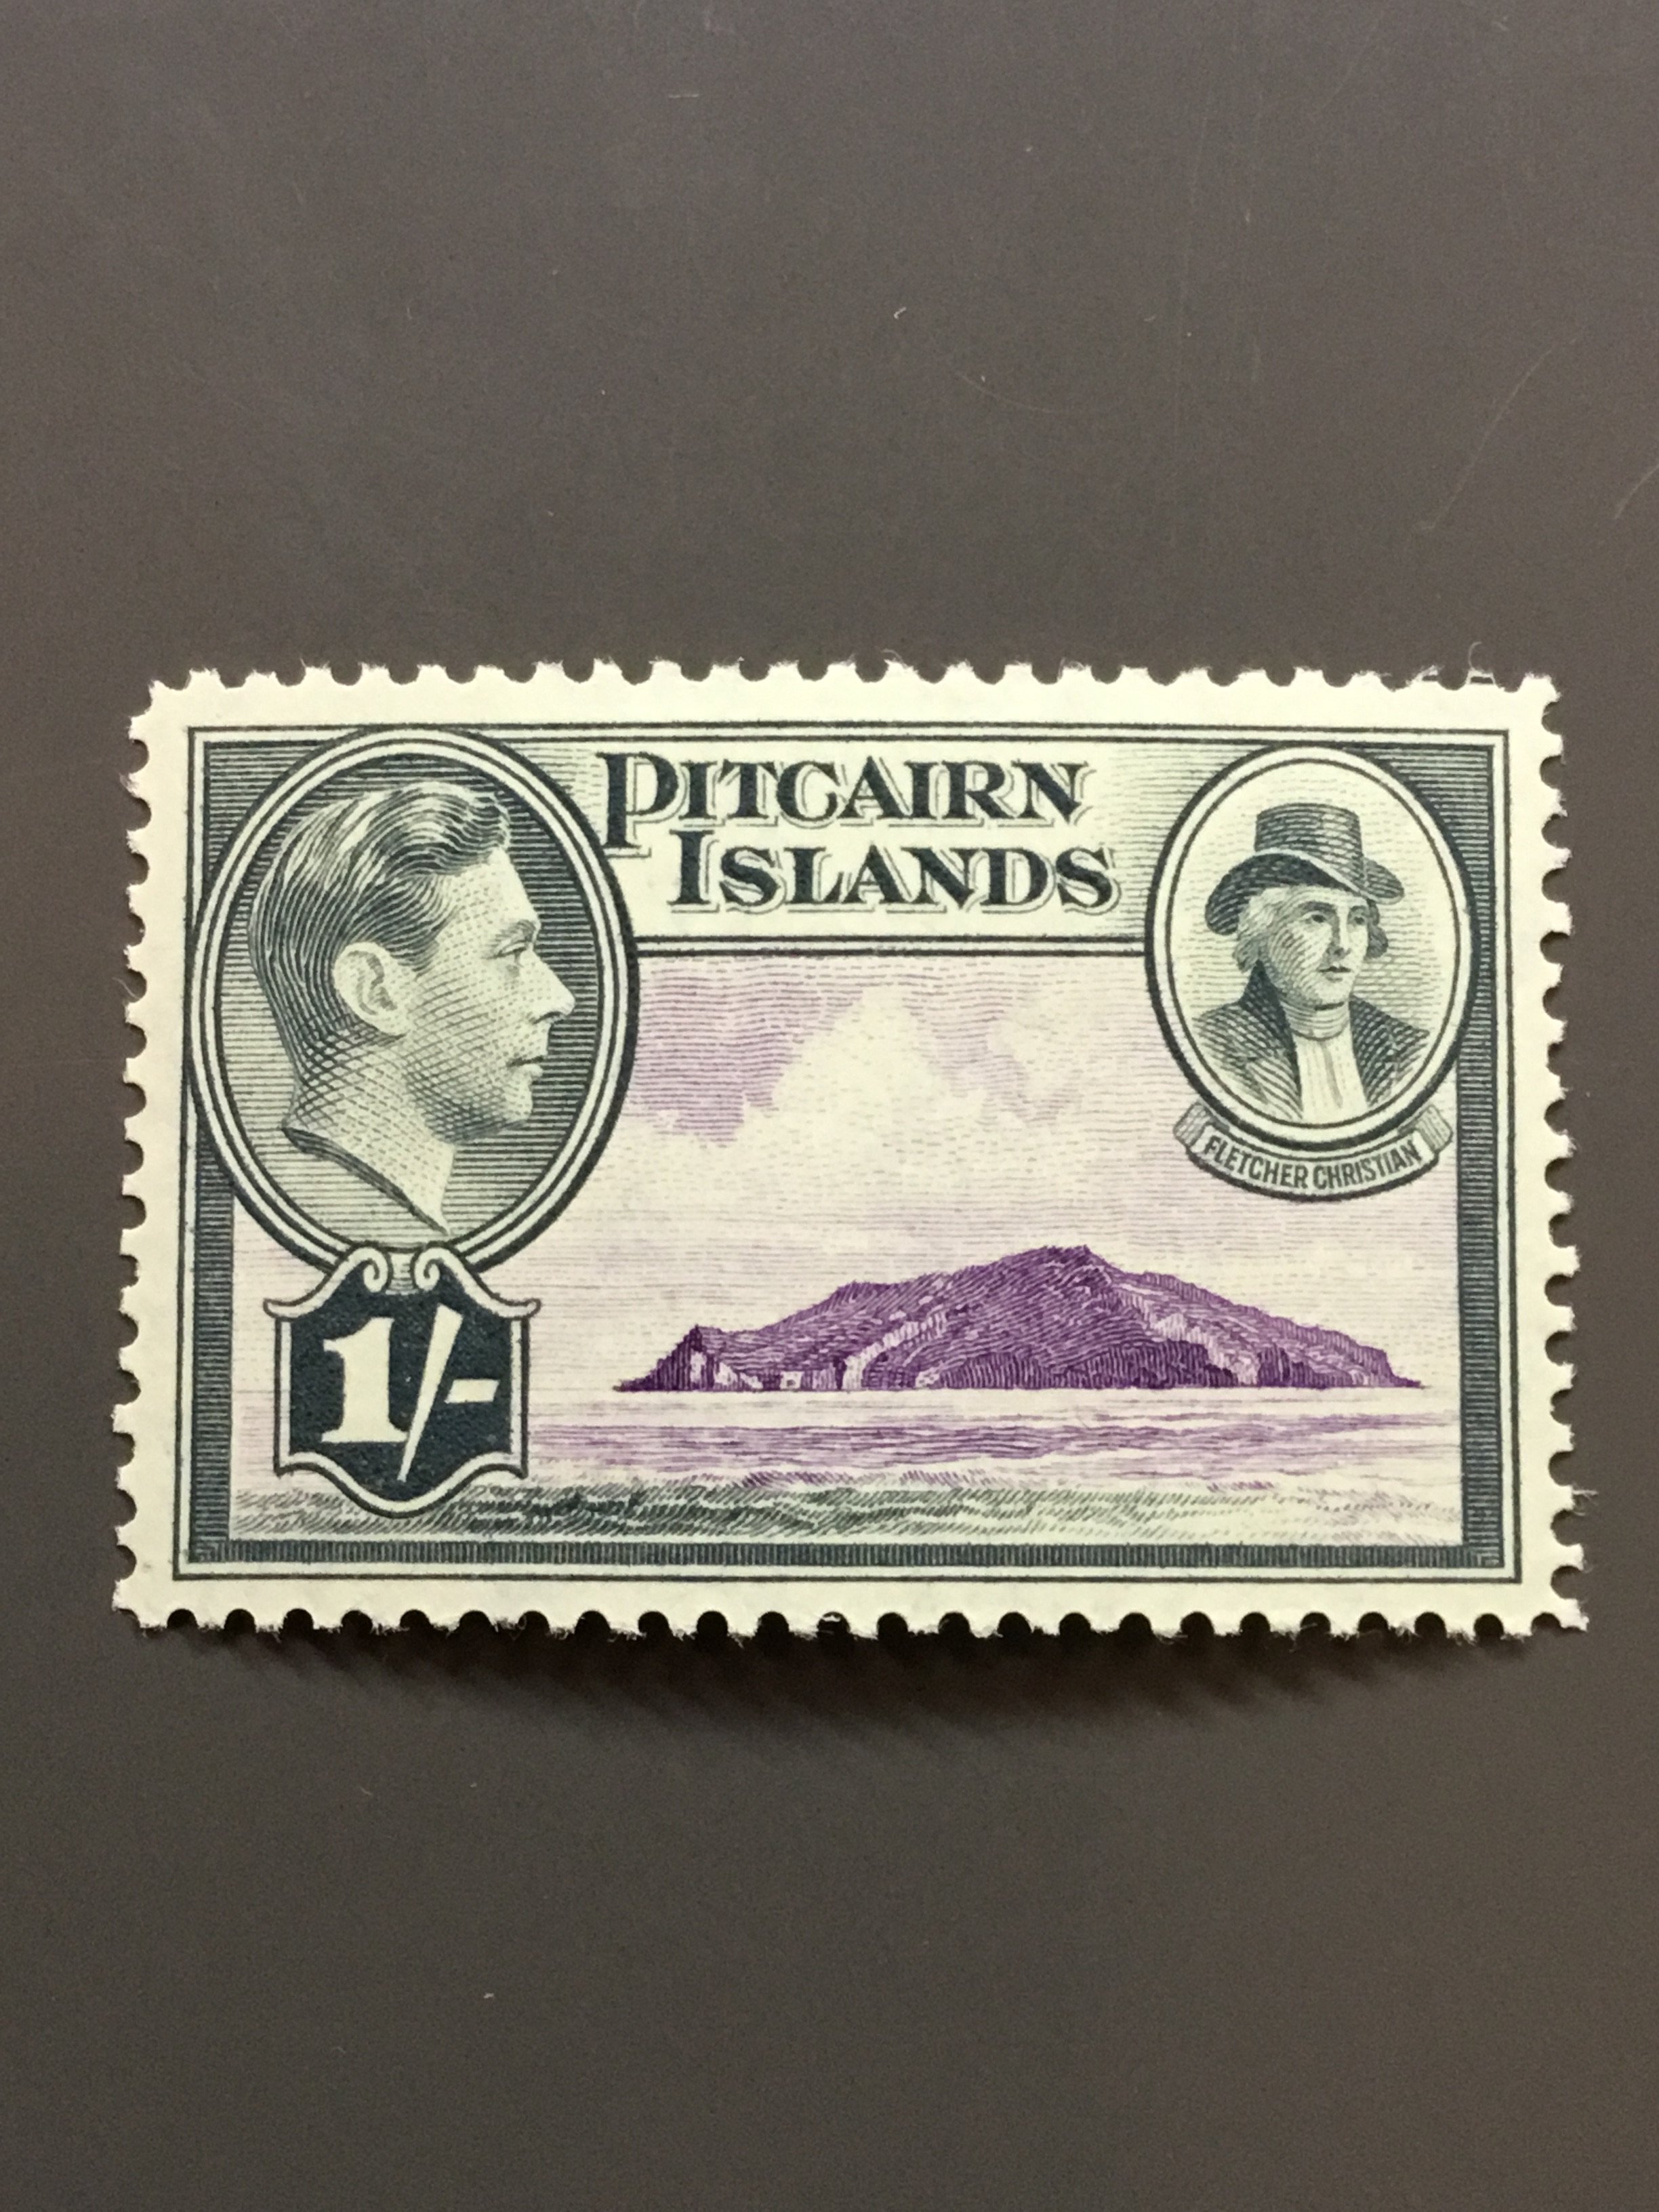 PITCAIRN
ISLANDS
FLETCHER CHRISTIAN
1/-